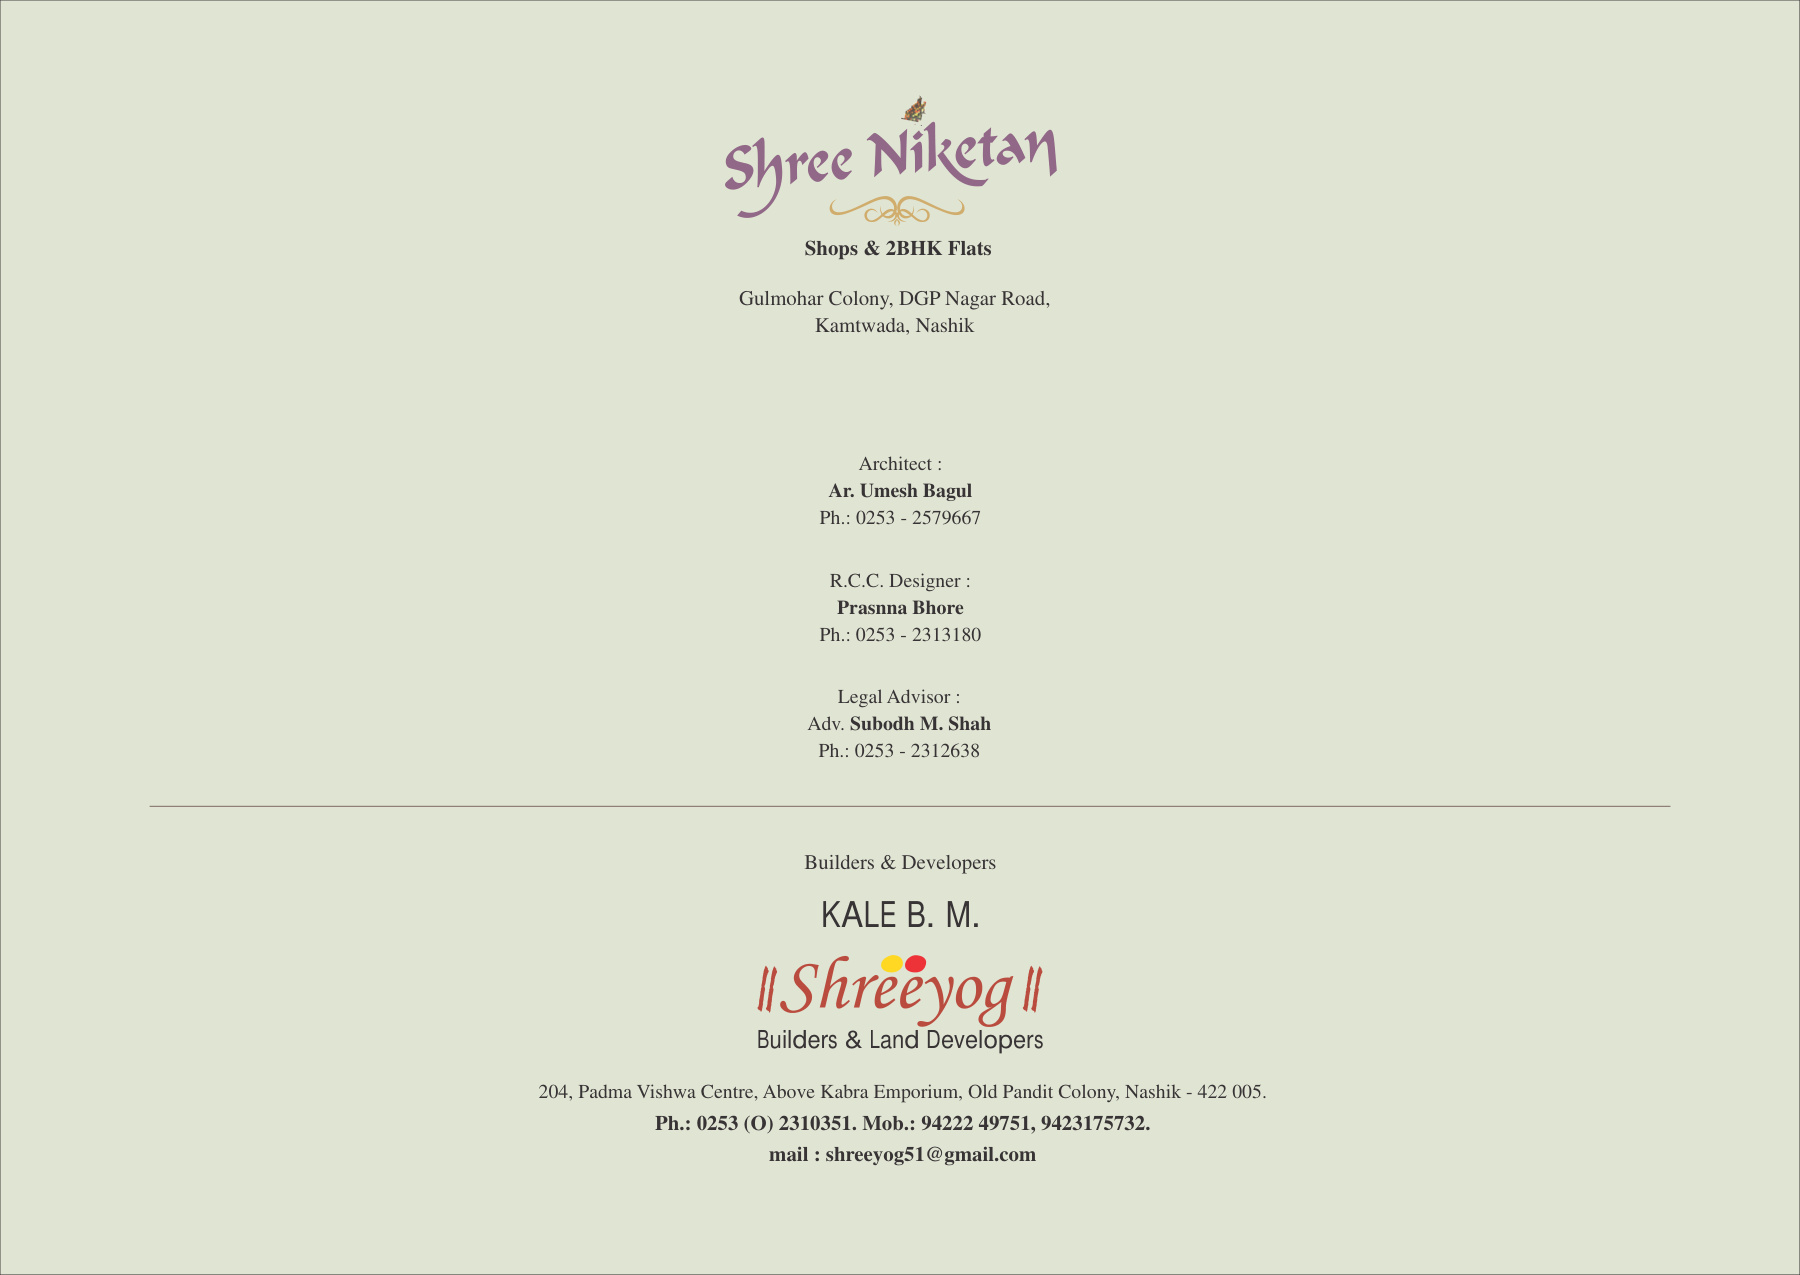 Shree Niketan
Shops & 2BHK Flats
Gulmohar Colony, DGP Nagar Road,
Kamtwada, Nashik
Architect :
Ar. Umesh Bagul
Ph.: 0253 - 2579667
R.C.C. Designer :
Prasnna Bhore
Ph.: 0253 - 2313180
Legal Advisor :
Adv. Subodh M. Shah
Ph.: 0253 - 2312638
Builders & Developers
KALE B. M.
|| Shreeyog ||
Builders & Land Developers
204, Padma Vishwa Centre, Above Kabra Emporium, Old Pandit Colony, Nashik - 422 005.
Ph.: 0253 (O) 2310351. Mob.: 94222 49751, 9423175732.
mail : shreeyog51@gmail.com